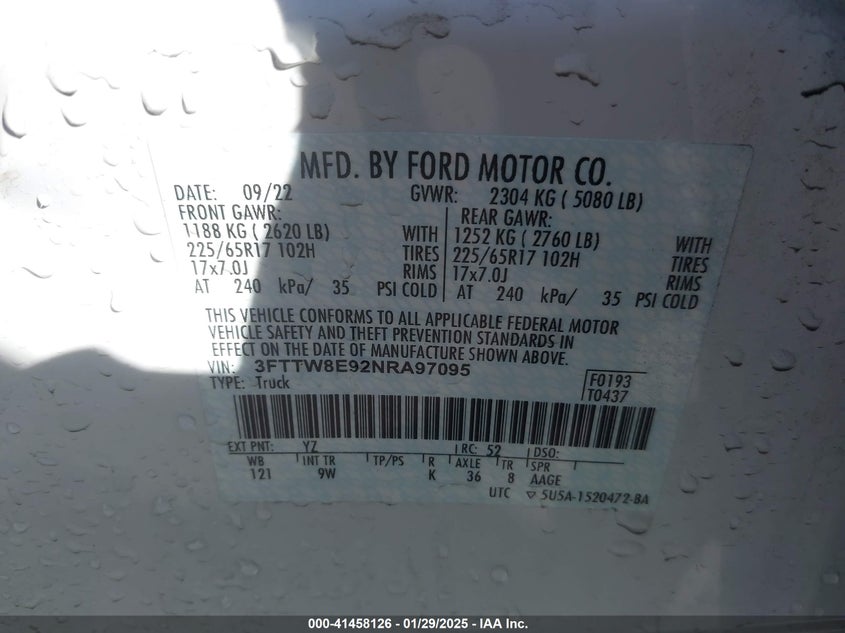 MFD. BY FORD MOTOR CO.
DATE: 09/22 GVWR: 2304 KG ( 5080 LB)
FRONT GAWR: REAR GAWR:
1188 KG ( 2620 LB) WITH 1252 KG ( 2760 LB) WITH
225/65R17 102H TIRES 225/65R17 102H TIRES
17x7.0J RIMS 17x7.0J RIMS
AT 240 kPa/ 35 PSI COLD AT 240 kPa/ 35 PSI COLD
THIS VEHICLE CONFORMS TO ALL APPLICABLE FEDERAL MOTOR
VEHICLE SAFETY AND THEFT PREVENTION STANDARDS IN
EFFECT ON THE DATE OF MANUFACTURE SHOWN ABOVE.
VIN: 3FTTW8E92NRA97095
TYPE: Truck F0193
T0437
EXT PNT: YZ RC: 52 DSO:
WB INT TR TP/PS R AXLE TR SPR
121 9W K 36 8 AAGE
UTC ▽ 5U5A-1520472-BA
000-41458126 - 01/29/2025 - IAA Inc.